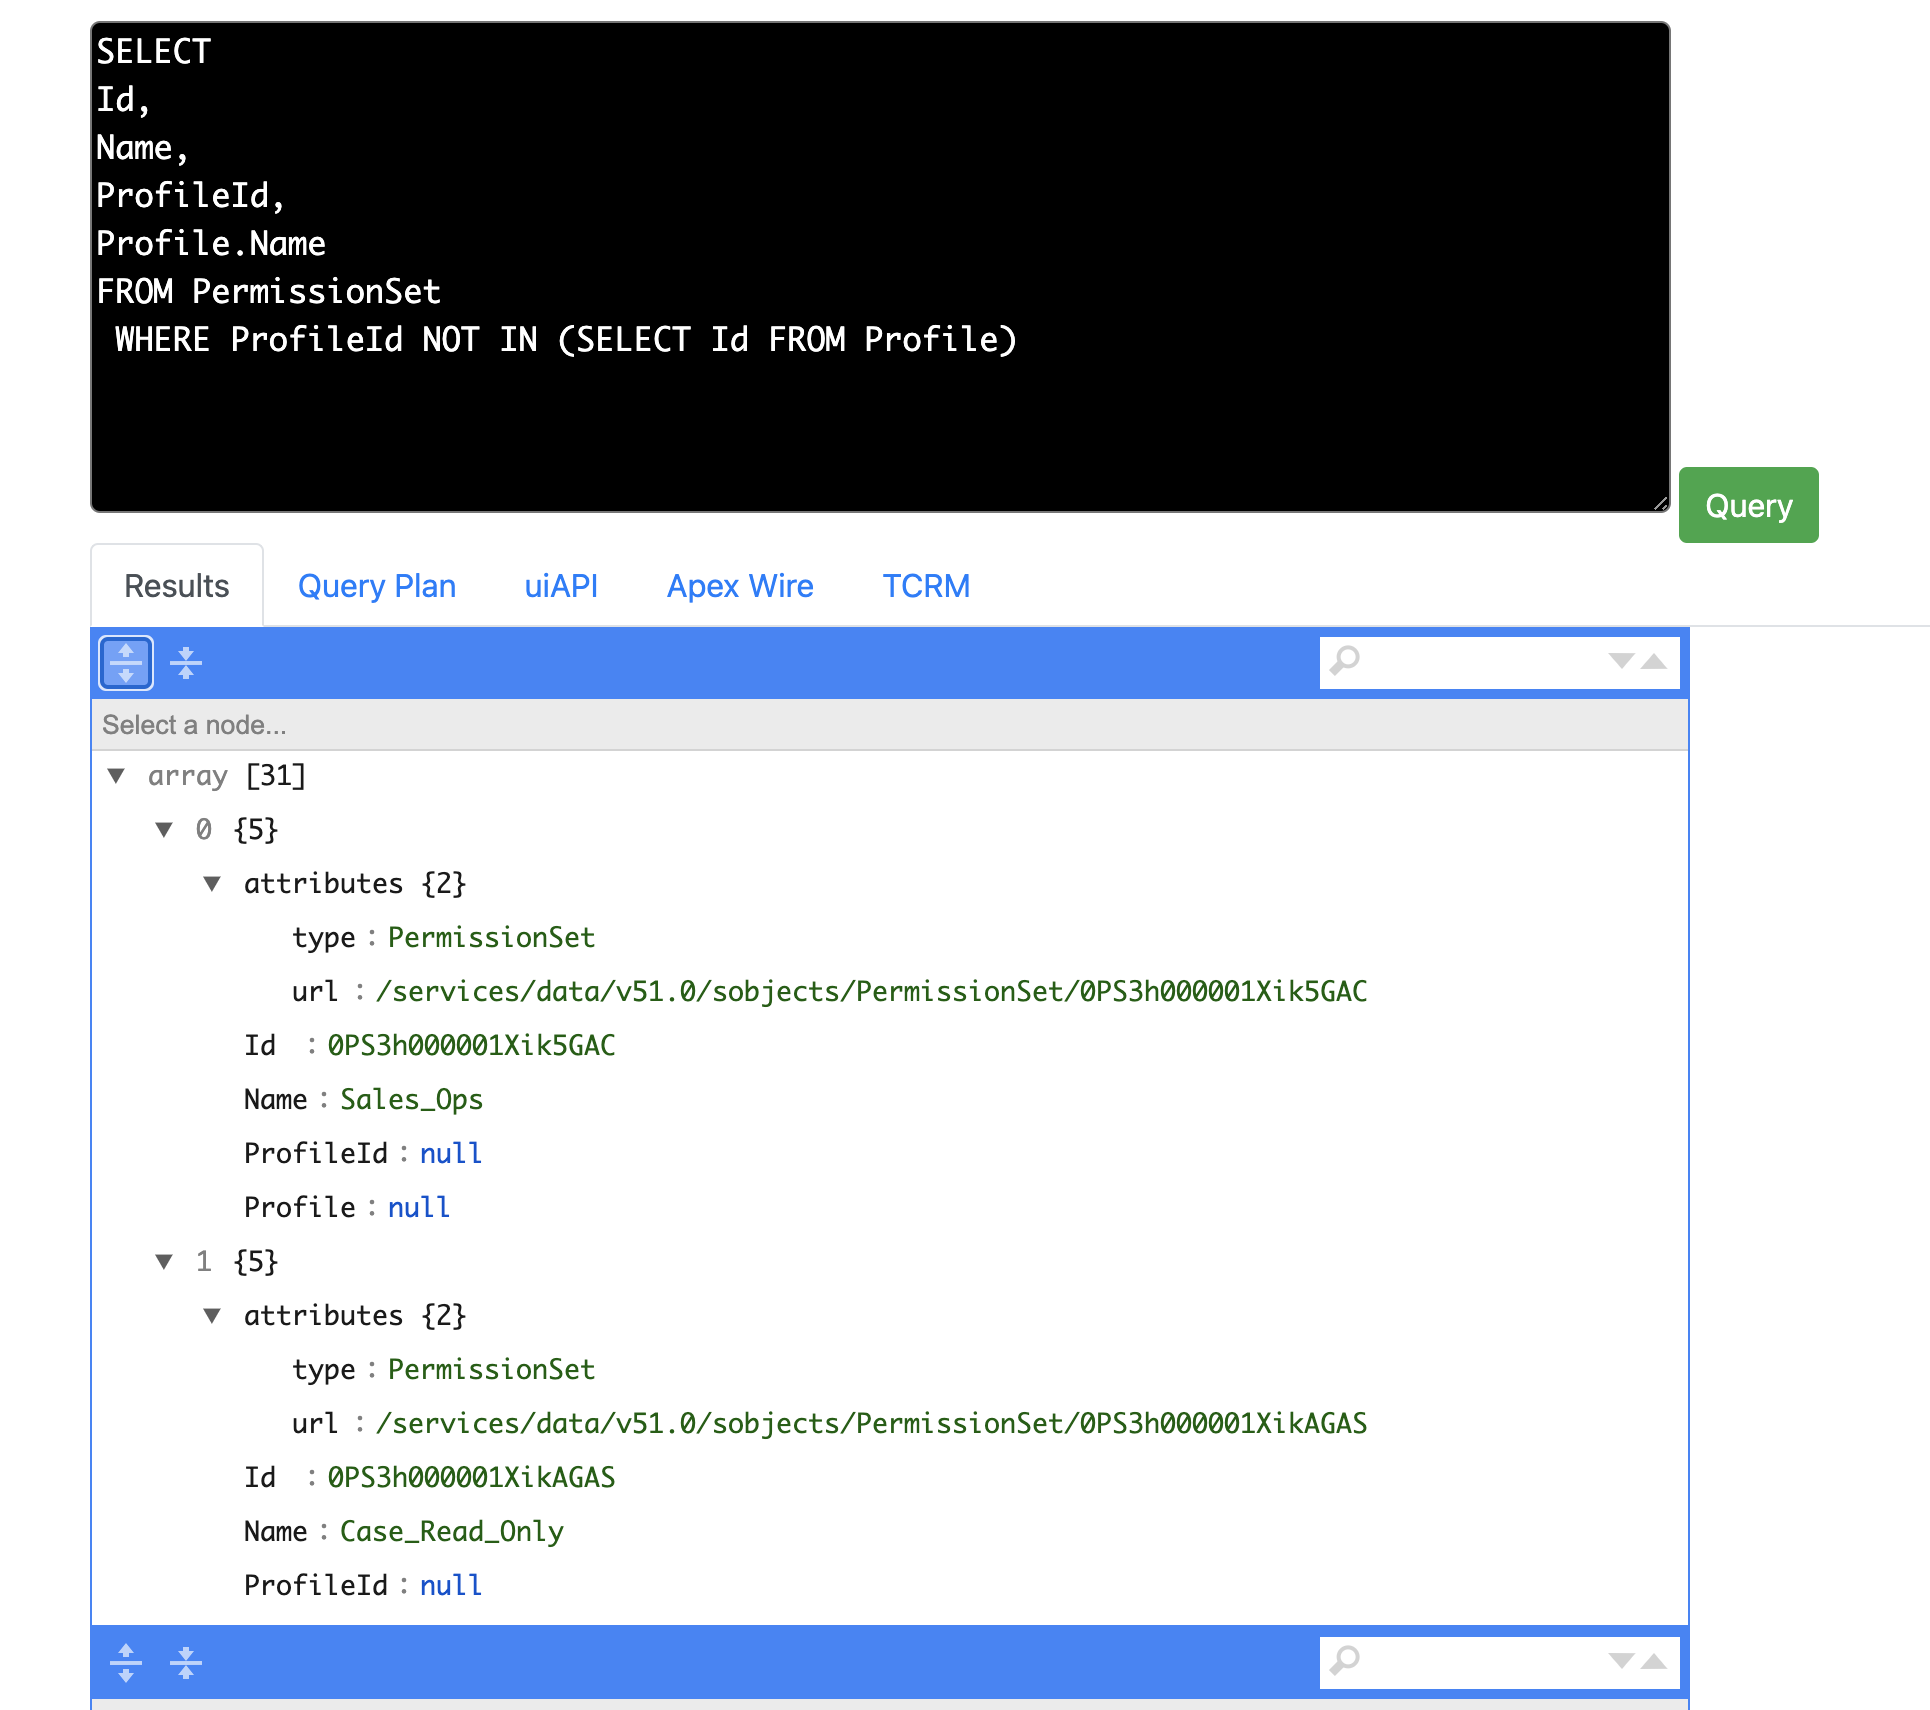 SELECT
Id,
Name,
ProfileId,
Profile.Name
FROM PermissionSet
WHERE ProfileId NOT IN (SELECT Id FROM Profile)
Query
Results Query Plan uiAPI Apex Wire TCRM
Select a node...
array [31]
0 {5}
attributes {2}
type : PermissionSet
url : /services/data/v51.0/sobjects/PermissionSet/0PS3h000001Xik5GAC
Id : 0PS3h000001Xik5GAC
Name : Sales_Ops
ProfileId : null
Profile : null
1 {5}
attributes {2}
type : PermissionSet
url : /services/data/v51.0/sobjects/PermissionSet/0PS3h000001XikAGAS
Id : 0PS3h000001XikAGAS
Name : Case_Read_Only
ProfileId : null